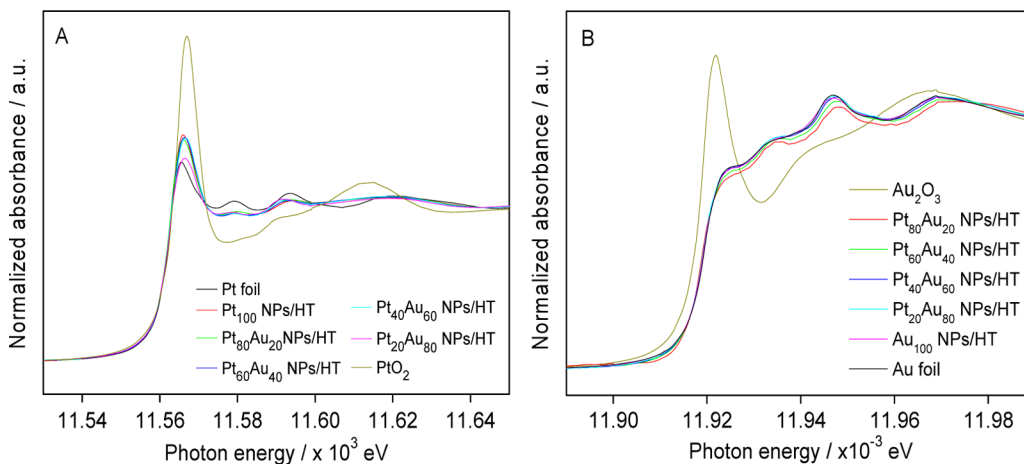 A
Normalized absorbance / a.u.
Pt foil
Pt100 NPs/HT
Pt80Au20NPs/HT
Pt60Au40 NPs/HT
Pt40Au60 NPs/HT
Pt20Au80 NPs/HT
PtO2
11.54 11.56 11.58 11.60 11.62 11.64
Photon energy / x 10³ eV
B
Normalized absorbance / a.u.
Au2O3
Pt80Au20 NPs/HT
Pt60Au40 NPs/HT
Pt40Au60 NPs/HT
Pt20Au80 NPs/HT
Au100 NPs/HT
Au foil
11.90 11.92 11.94 11.96 11.98
Photon energy / x10⁻³ eV